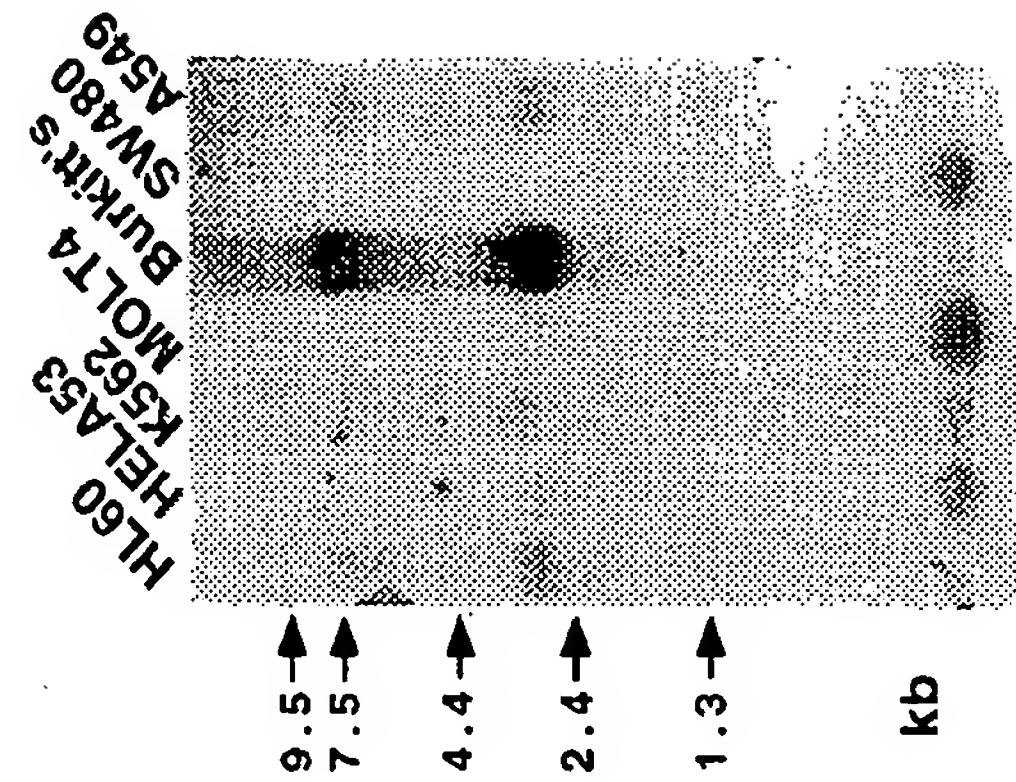 HL60
HELA53
K562
MOLT4
Burkitt's
SW480
A549
9.5
7.5
4.4
2.4
1.3
kb